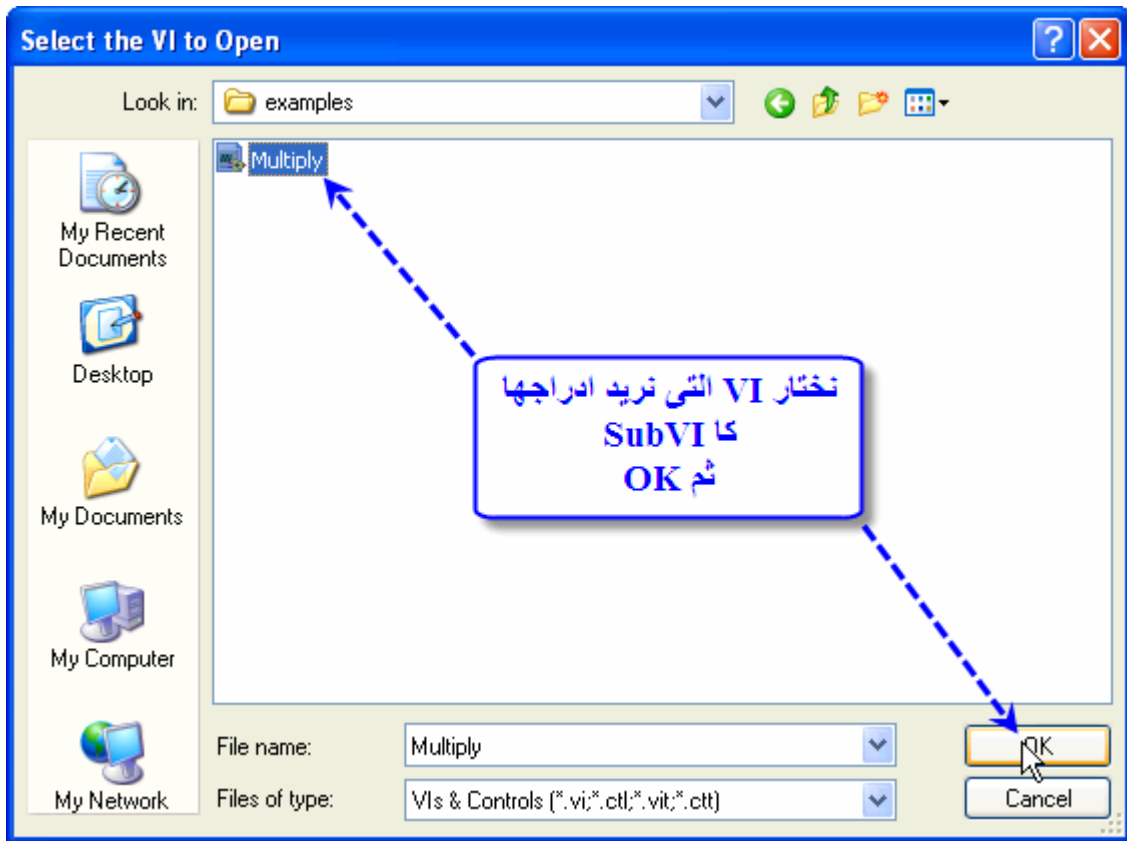 Select the VI to Open
Look in:
examples
Multiply
My Recent
Documents
Desktop
My Documents
My Computer
My Network
نختار VI التى نريد ادراجها
كا SubVI
ثم OK
File name:
Multiply
OK
Files of type:
VIs & Controls (*.vi;*.ctl;*.vit;*.ctt)
Cancel